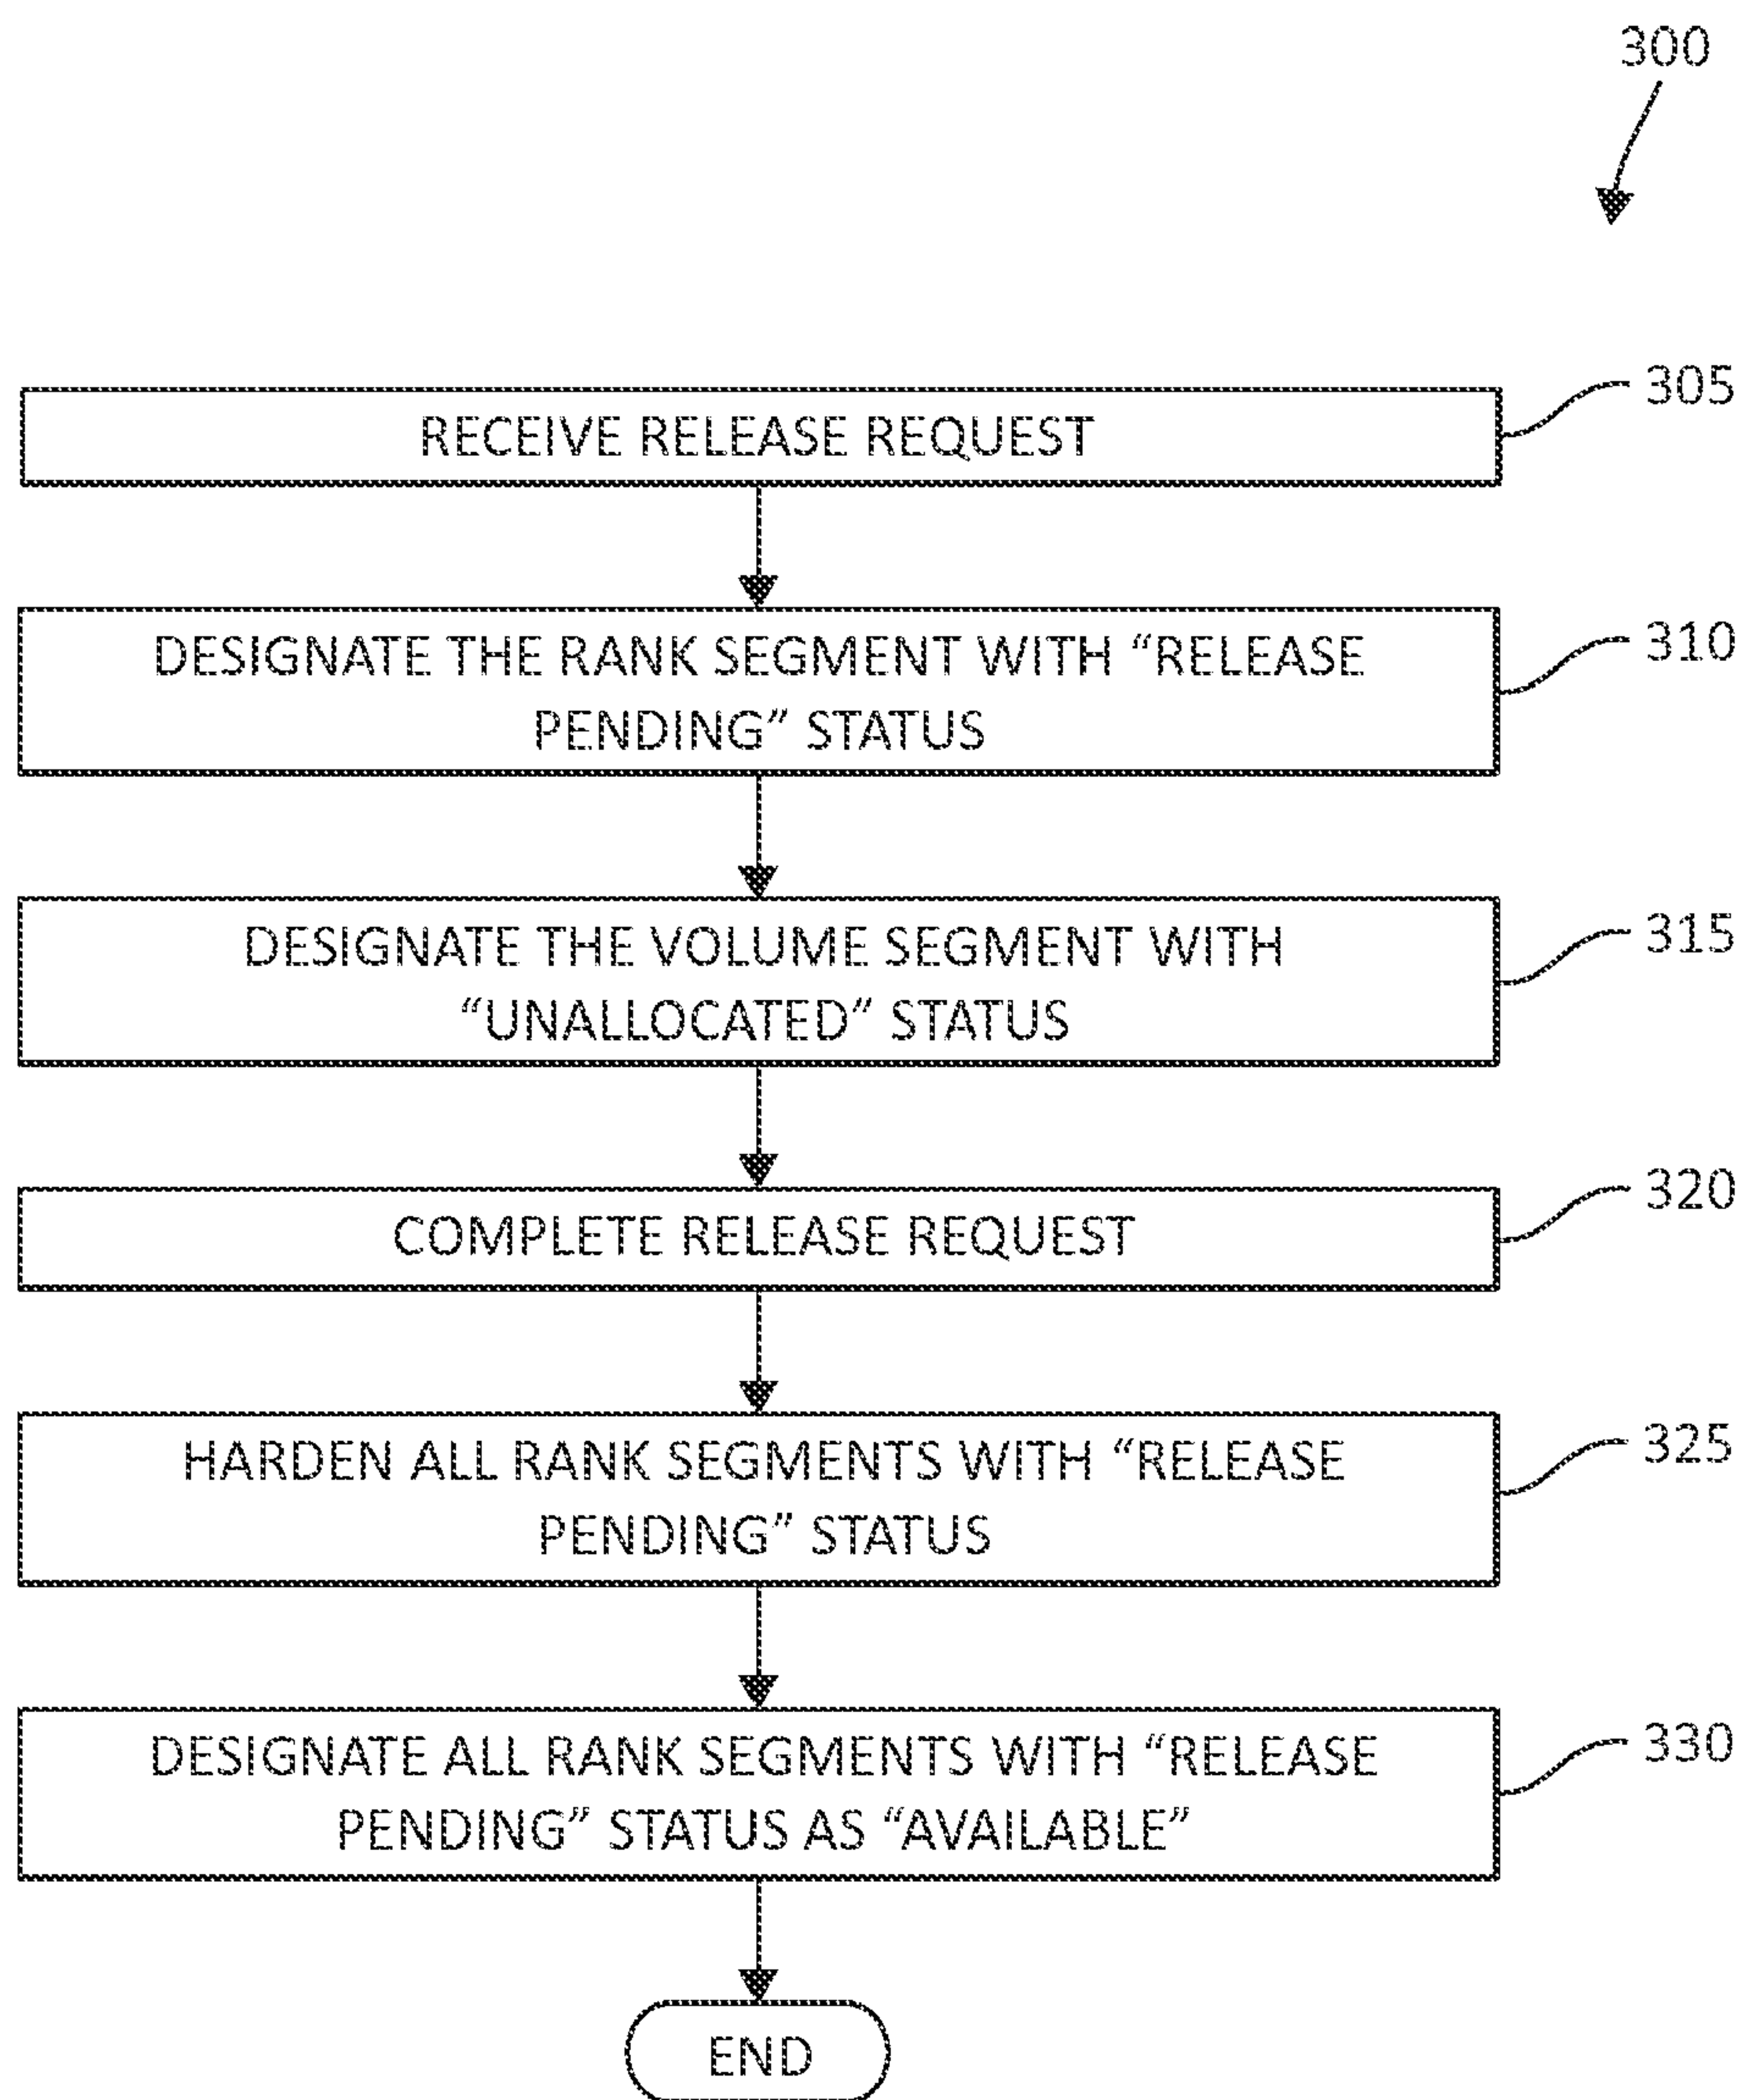 300
RECEIVE RELEASE REQUEST
305
DESIGNATE THE RANK SEGMENT WITH “RELEASE
PENDING” STATUS
310
DESIGNATE THE VOLUME SEGMENT WITH
“UNALLOCATED” STATUS
315
COMPLETE RELEASE REQUEST
320
HARDEN ALL RANK SEGMENTS WITH “RELEASE
PENDING” STATUS
325
DESIGNATE ALL RANK SEGMENTS WITH “RELEASE
PENDING” STATUS AS “AVAILABLE”
330
END